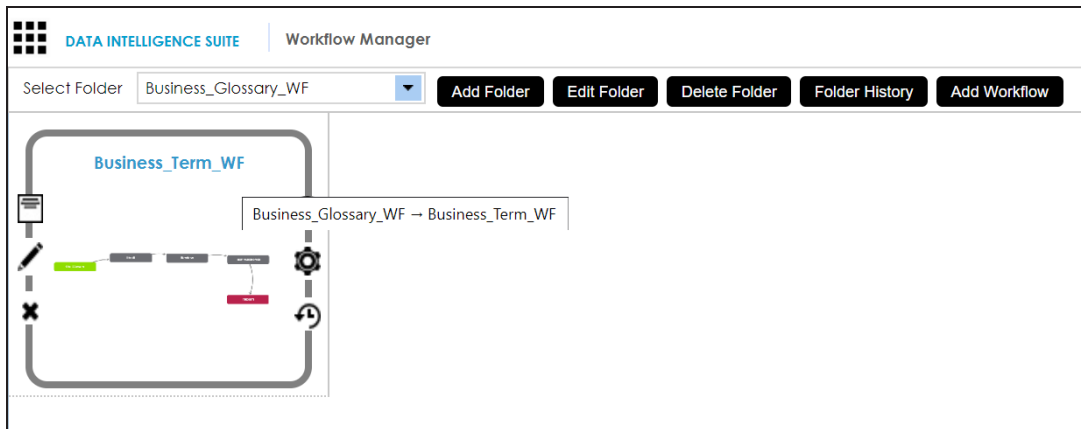 DATA INTELLIGENCE SUITE Workflow Manager
Select Folder Business_Glossary_WF Add Folder Edit Folder Delete Folder Folder History Add Workflow
Business_Term_WF
Business_Glossary_WF → Business_Term_WF